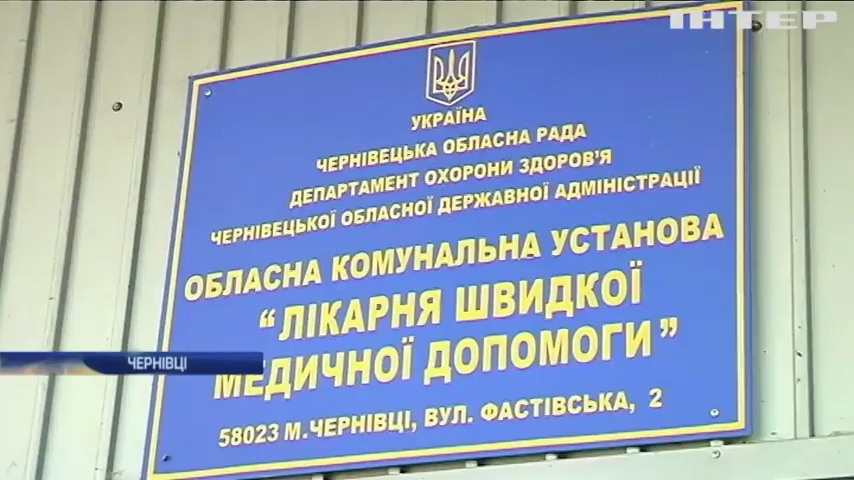 ІНТЕР
УКРАЇНА
ЧЕРНІВЕЦЬКА ОБЛАСНА РАДА
ДЕПАРТАМЕНТ ОХОРОНИ ЗДОРОВ'Я
ЧЕРНІВЕЦЬКОЇ ОБЛАСНОЇ ДЕРЖАВНОЇ АДМІНІСТРАЦІЇ
ОБЛАСНА КОМУНАЛЬНА УСТАНОВА
“ЛІКАРНЯ ШВИДКОЇ
МЕДИЧНОЇ ДОПОМОГИ”
58023 М.ЧЕРНІВЦІ, ВУЛ. ФАСТІВСЬКА, 2
ЧЕРНІВЦІ